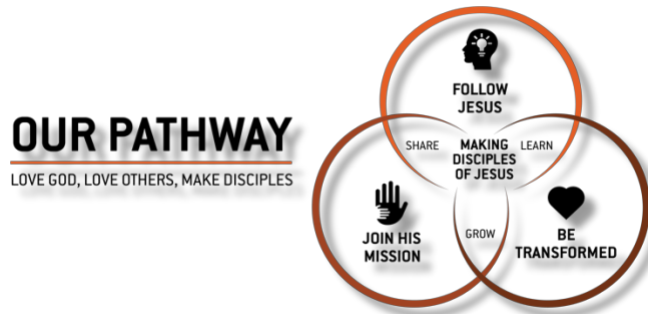 OUR PATHWAY
LOVE GOD, LOVE OTHERS, MAKE DISCIPLES
FOLLOW
JESUS
SHARE
MAKING
DISCIPLES
OF JESUS
LEARN
JOIN HIS
MISSION
GROW
BE
TRANSFORMED